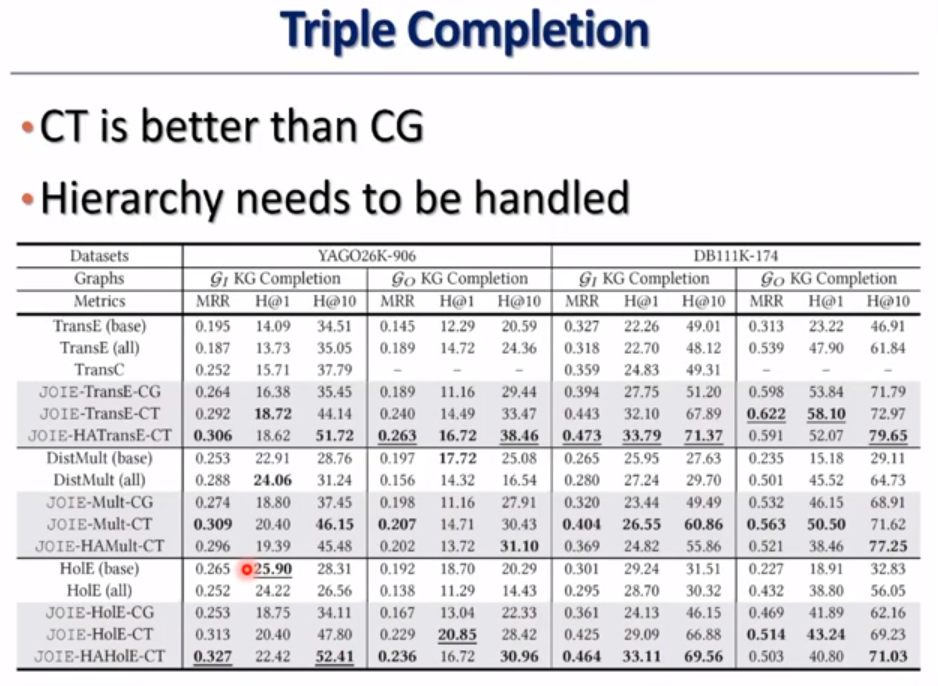 Triple Completion
•CT is better than CG
•Hierarchy needs to be handled
Datasets YAGO26K-906 DB111K-174
Graphs 𝒢I KG Completion 𝒢O KG Completion 𝒢I KG Completion 𝒢O KG Completion
Metrics MRR H@1 H@10 MRR H@1 H@10 MRR H@1 H@10 MRR H@1 H@10
TransE (base) 0.195 14.09 34.51 0.145 12.29 20.59 0.327 22.26 49.01 0.313 23.22 46.91
TransE (all) 0.187 13.73 35.05 0.189 14.72 24.36 0.318 22.70 48.12 0.539 47.90 61.84
TransC 0.252 15.71 37.79 – – – 0.359 24.83 49.31 – – –
JOIE-TransE-CG 0.264 16.38 35.45 0.189 11.16 29.44 0.394 27.75 51.20 0.598 53.84 71.79
JOIE-TransE-CT 0.292 18.72 44.14 0.240 14.49 33.47 0.443 32.10 67.89 0.622 58.10 72.97
JOIE-HATransE-CT 0.306 18.62 51.72 0.263 16.72 38.46 0.473 33.79 71.37 0.591 52.07 79.65
DistMult (base) 0.253 22.91 28.76 0.197 17.72 25.08 0.265 25.95 27.63 0.235 15.18 29.11
DistMult (all) 0.288 24.06 31.24 0.156 14.32 16.54 0.280 27.24 29.70 0.501 45.52 64.73
JOIE-Mult-CG 0.274 18.80 37.45 0.198 11.16 27.91 0.320 23.44 49.49 0.532 46.15 68.91
JOIE-Mult-CT 0.309 20.40 46.15 0.207 14.71 30.43 0.404 26.55 60.86 0.563 50.50 71.62
JOIE-HAMult-CT 0.296 19.39 45.48 0.202 13.72 31.10 0.369 24.82 55.86 0.521 38.46 77.25
HolE (base) 0.265 25.90 28.31 0.192 18.70 20.29 0.301 29.24 31.51 0.227 18.91 32.83
HolE (all) 0.252 24.22 26.56 0.138 11.29 14.43 0.295 28.70 30.32 0.432 38.80 56.05
JOIE-HolE-CG 0.253 18.75 34.11 0.167 13.04 22.33 0.361 24.13 46.15 0.469 41.89 62.16
JOIE-HolE-CT 0.313 20.40 47.80 0.229 20.85 28.42 0.425 29.09 66.88 0.514 43.24 69.23
JOIE-HAHolE-CT 0.327 22.42 52.41 0.236 16.72 30.96 0.464 33.11 69.56 0.503 40.80 71.03